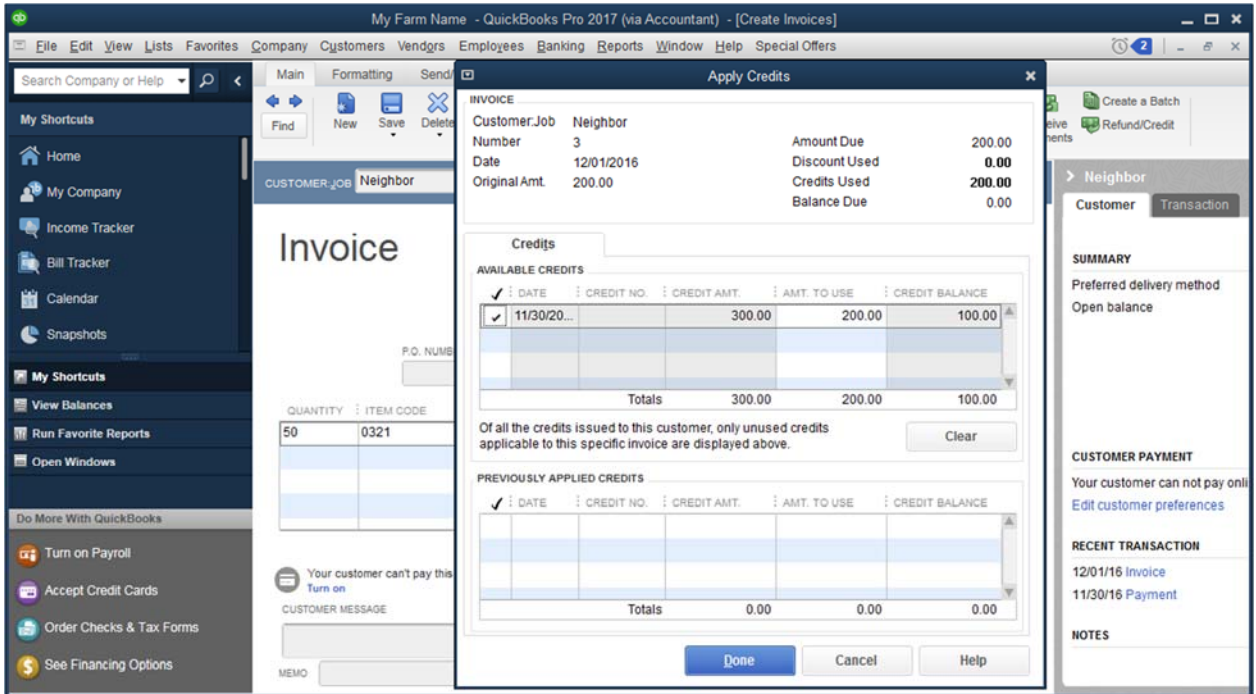 qb
My Farm Name - QuickBooks Pro 2017 (via Accountant) - [Create Invoices]
File Edit View Lists Favorites Company Customers Vendors Employees Banking Reports Window Help Special Offers 2
Search Company or Help
My Shortcuts
Home
My Company
Income Tracker
Bill Tracker
Calendar
Snapshots
My Shortcuts
View Balances
Run Favorite Reports
Open Windows
Do More With QuickBooks
Turn on Payroll
Accept Credit Cards
Order Checks & Tax Forms
See Financing Options
Main Formatting Send/
Find New Save Delete
CUSTOMER:JOB Neighbor
Invoice
P.O. NUMB
QUANTITY ITEM CODE
50 0321
Your customer can't pay this
Turn on
CUSTOMER MESSAGE
MEMO
Apply Credits
INVOICE
Customer:Job Neighbor
Number 3 Amount Due 200.00
Date 12/01/2016 Discount Used 0.00
Original Amt. 200.00 Credits Used 200.00
Balance Due 0.00
Credits
AVAILABLE CREDITS
✓ DATE CREDIT NO. CREDIT AMT. AMT. TO USE CREDIT BALANCE
✓ 11/30/20... 300.00 200.00 100.00
Totals 300.00 200.00 100.00
Of all the credits issued to this customer, only unused credits
applicable to this specific invoice are displayed above.
Clear
PREVIOUSLY APPLIED CREDITS
✓ DATE CREDIT NO. CREDIT AMT. AMT. TO USE CREDIT BALANCE
Totals 0.00 0.00 0.00
Done Cancel Help
Create a Batch
eive
ments
Refund/Credit
Neighbor
Customer Transaction
SUMMARY
Preferred delivery method
Open balance
CUSTOMER PAYMENT
Your customer can not pay onli
Edit customer preferences
RECENT TRANSACTION
12/01/16 Invoice
11/30/16 Payment
NOTES